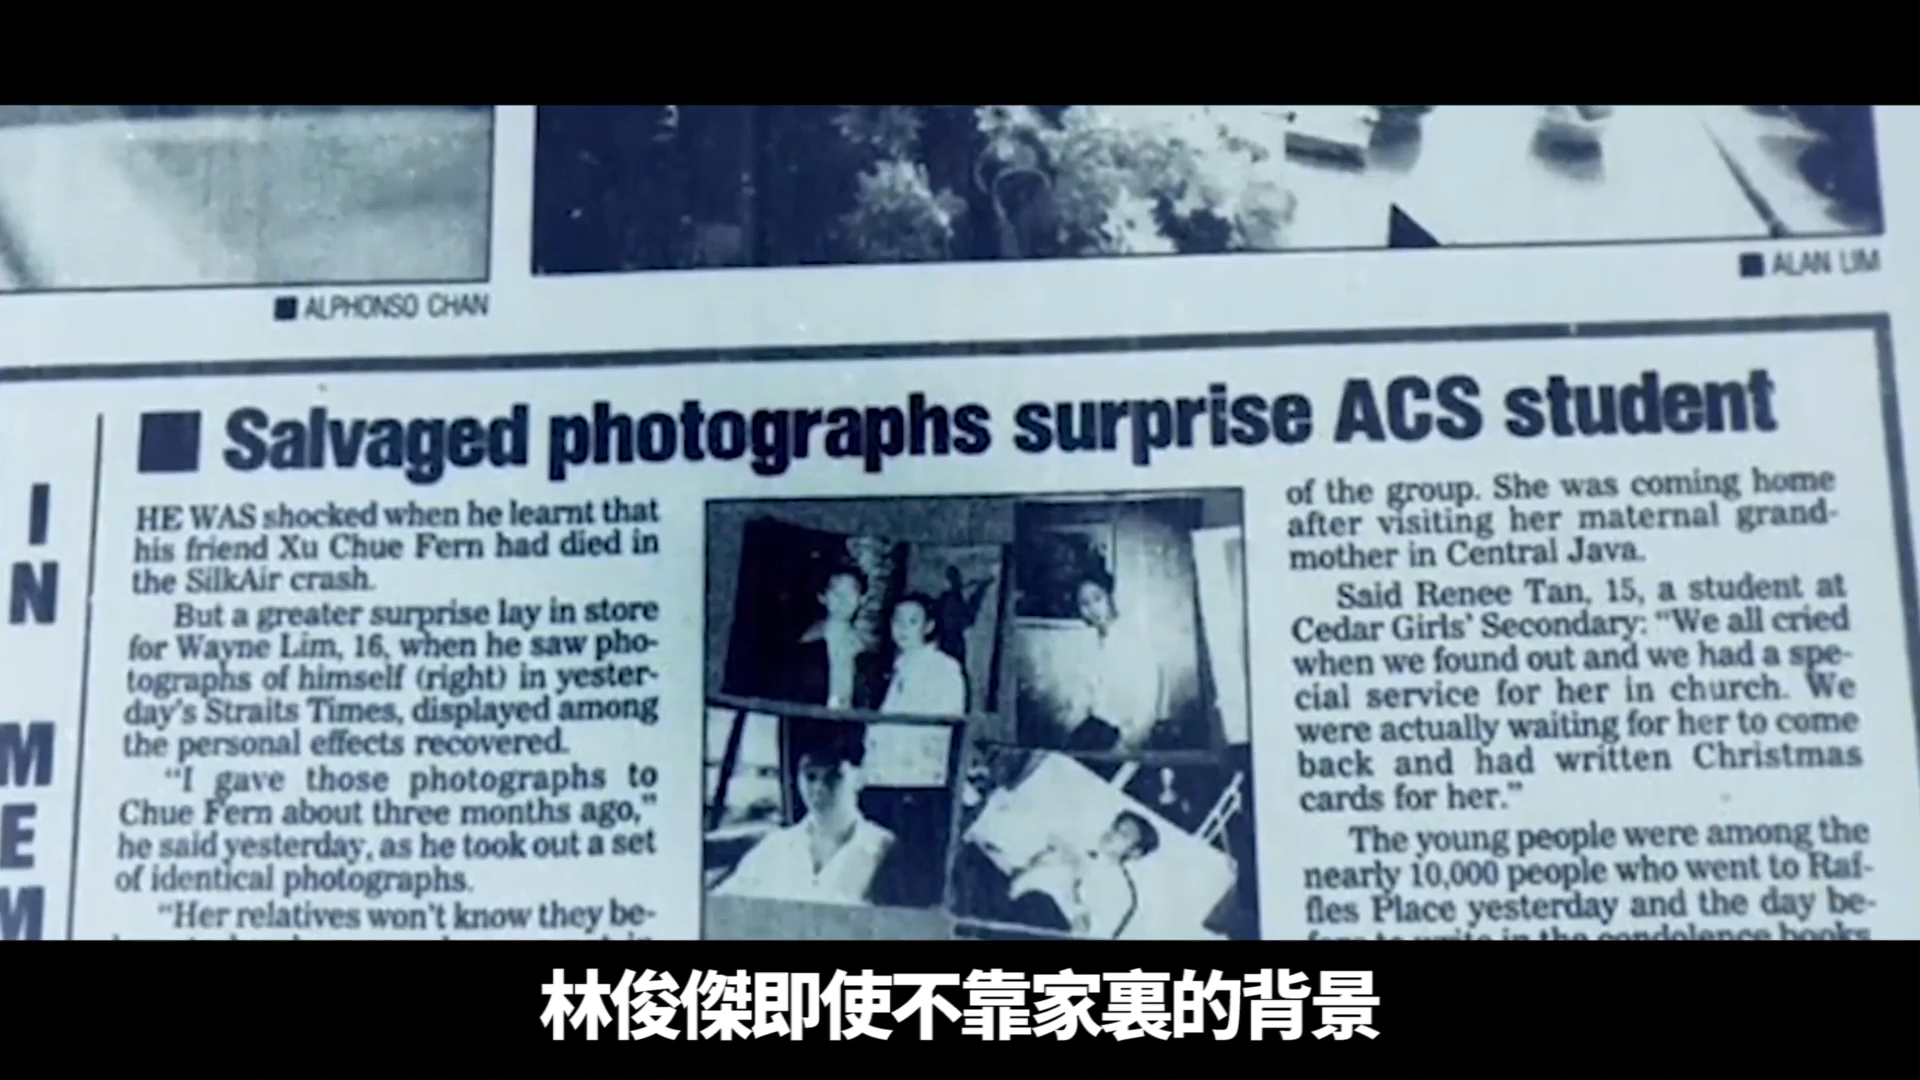 ■ ALPHONSO CHAN
■ ALAN LIM
■ Salvaged photographs surprise ACS student
I
N
M
E
M
HE WAS shocked when he learnt that
his friend Xu Chue Fern had died in
the SilkAir crash.
But a greater surprise lay in store
for Wayne Lim, 16, when he saw pho-
tographs of himself (right) in yester-
day's Straits Times, displayed among
the personal effects recovered.
"I gave those photographs to
Chue Fern about three months ago,"
he said yesterday, as he took out a set
of identical photographs.
"Her relatives won't know they be-
of the group. She was coming home
after visiting her maternal grand-
mother in Central Java.
Said Renee Tan, 15, a student at
Cedar Girls' Secondary: "We all cried
when we found out and we had a spe-
cial service for her in church. We
were actually waiting for her to come
back and had written Christmas
cards for her."
The young people were among the
nearly 10,000 people who went to Raf-
fles Place yesterday and the day be-
fore to write in the condolence books
林俊傑即使不靠家裏的背景